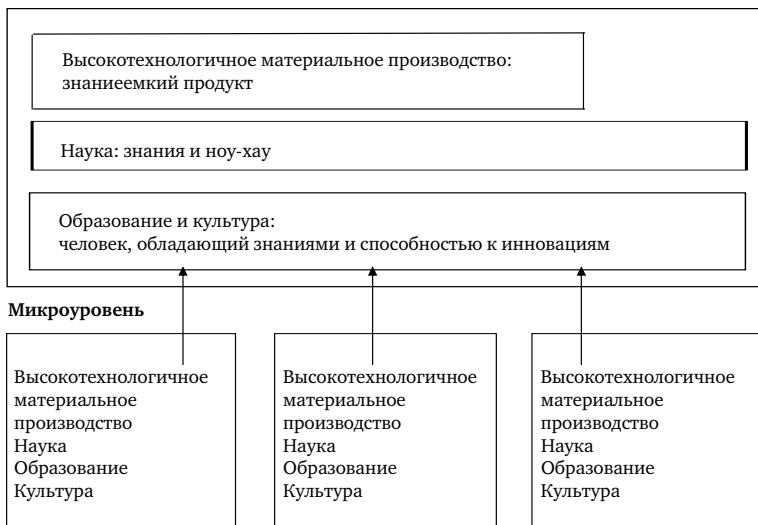 Высокотехнологичное материальное производство:
знаниеемкий продукт
Наука: знания и ноу-хау
Образование и культура:
человек, обладающий знаниями и способностью к инновациям
Микроуровень
Высокотехнологичное
материальное
производство
Наука
Образование
Культура
Высокотехнологичное
материальное
производство
Наука
Образование
Культура
Высокотехнологичное
материальное
производство
Наука
Образование
Культура